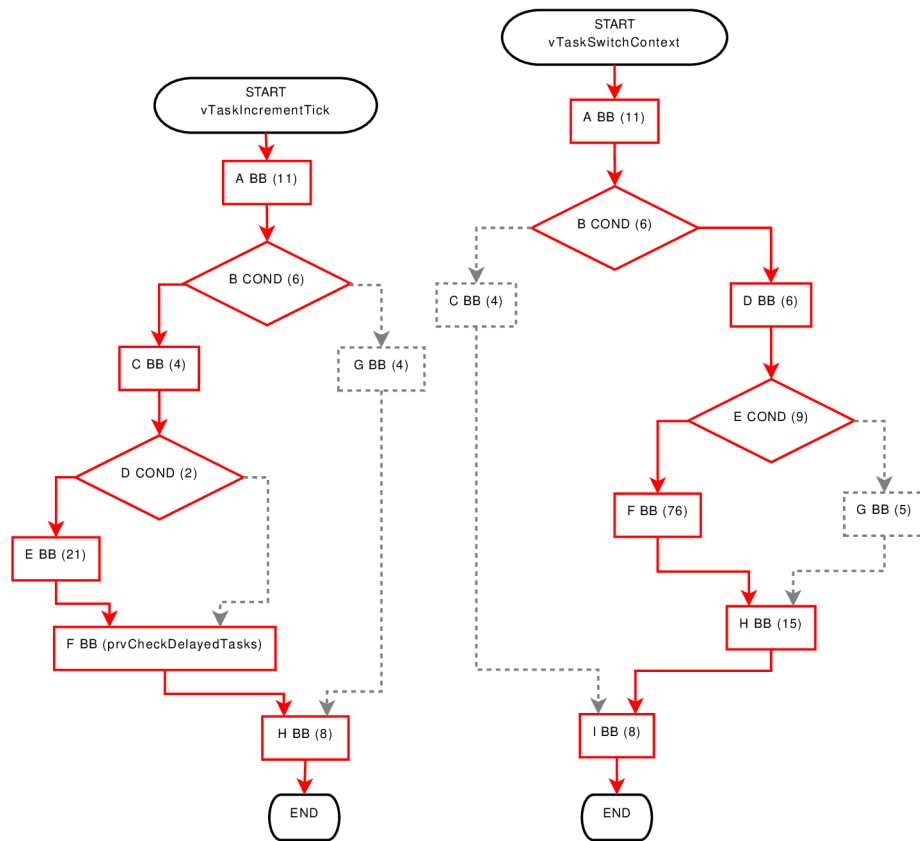 START
vTaskIncrementTick
A BB (11)
B COND (6)
C BB (4)
G BB (4)
D COND (2)
E BB (21)
F BB (prvCheckDelayedTasks)
H BB (8)
END
START
vTaskSwitchContext
A BB (11)
B COND (6)
C BB (4)
D BB (6)
E COND (9)
F BB (76)
G BB (5)
H BB (15)
I BB (8)
END